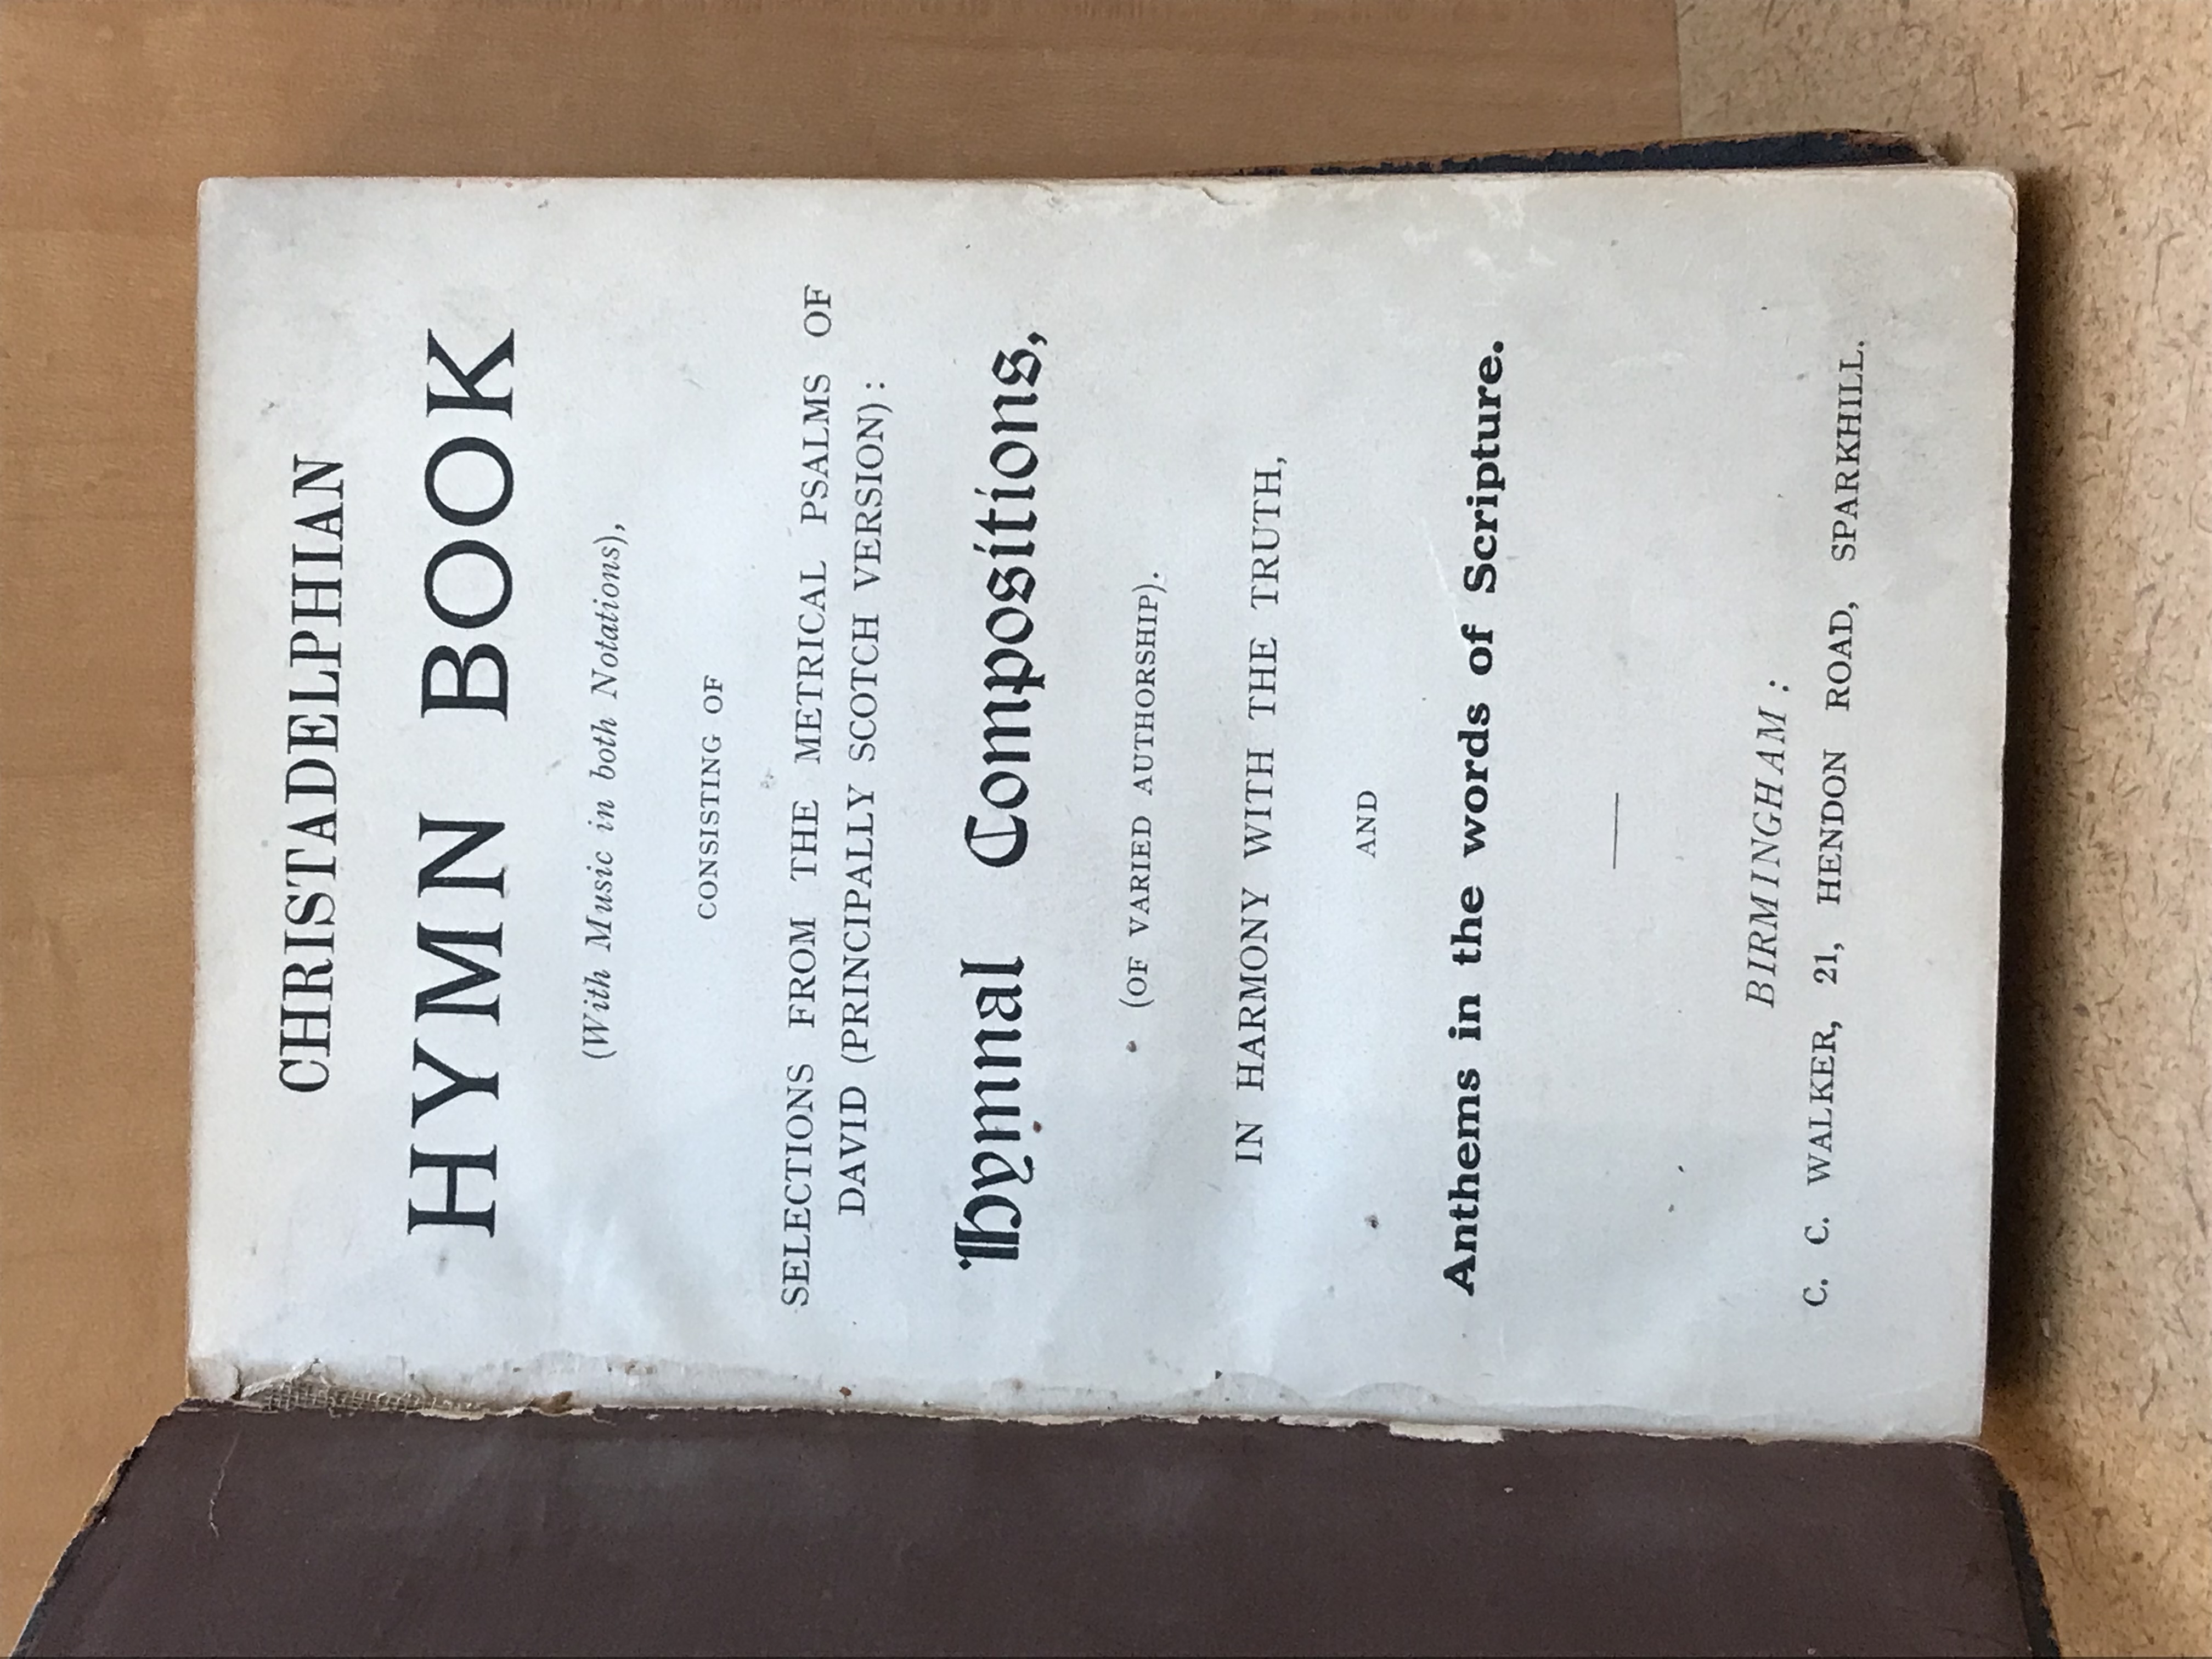 CHRISTADELPHIAN
HYMN BOOK
(With Music in both Notations),
CONSISTING OF
SELECTIONS FROM THE METRICAL PSALMS OF
DAVID (PRINCIPALLY SCOTCH VERSION):
Hymnal Compositions,
(OF VARIED AUTHORSHIP).
IN HARMONY WITH THE TRUTH,
AND
Anthems in the words of Scripture.
BIRMINGHAM:
C. C. WALKER, 21, HENDON ROAD, SPARKHILL.